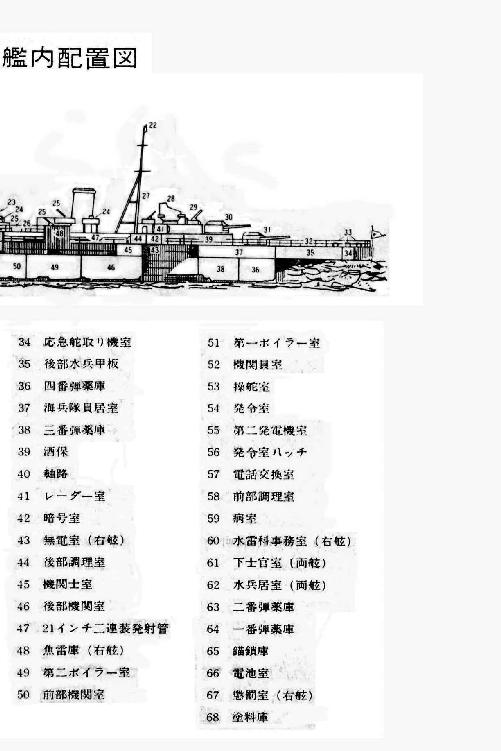 艦内配置図
22
23
24
25
25
26
25
24
27
28
29
30
31
32
33
48
47
44
42
41
43
45
39
37
35
34
50
49
46
38
36
34 応急舵取り機室
35 後部水兵甲板
36 四番弾薬庫
37 海兵隊員居室
38 三番弾薬庫
39 酒保
40 軸路
41 レーダー室
42 暗号室
43 無電室（右舷）
44 後部調理室
45 機関士室
46 後部機関室
47 21インチ二連装発射管
48 魚雷庫（右舷）
49 第二ボイラー室
50 前部機関室
51 第一ボイラー室
52 機関員室
53 操舵室
54 発令室
55 第二発電機室
56 発令室ハッチ
57 電話交換室
58 前部調理室
59 病室
60 水雷科事務室（右舷）
61 下士官室（両舷）
62 水兵居室（両舷）
63 二番弾薬庫
64 一番弾薬庫
65 錨鎖庫
66 電池室
67 懲罰室（右舷）
68 塗料庫